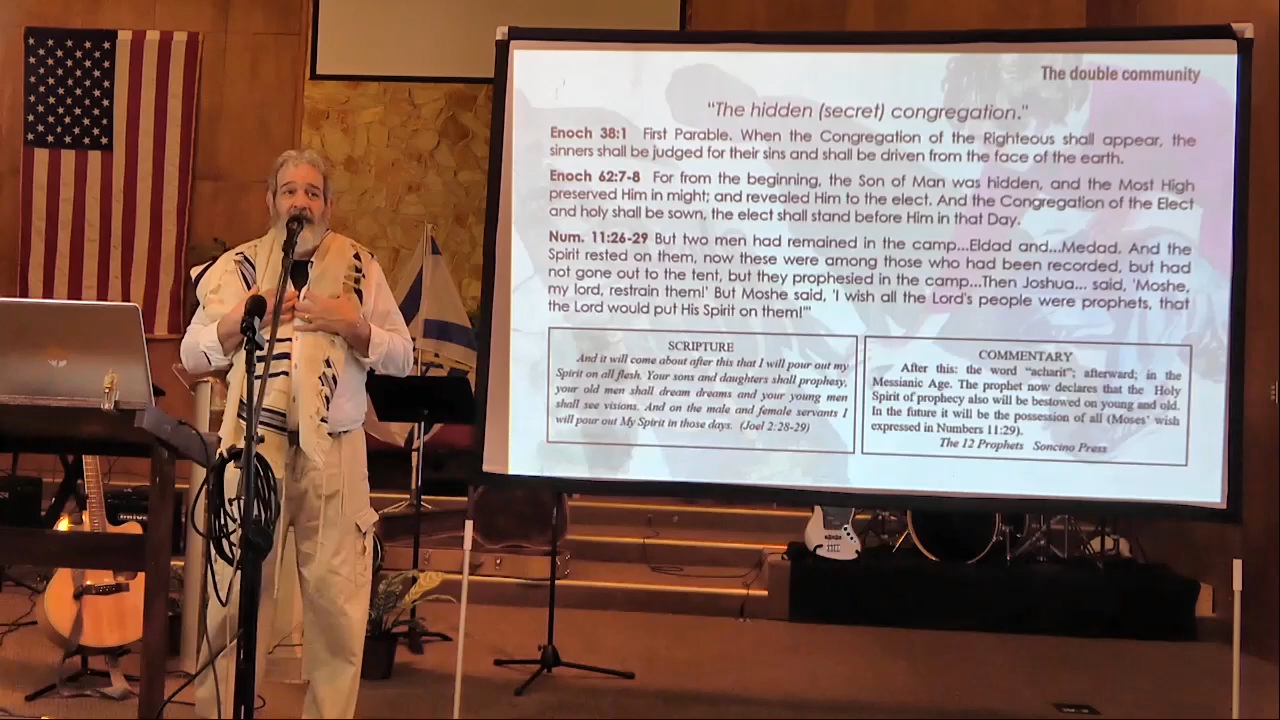 The double community
"The hidden (secret) congregation."
Enoch 38:1 First Parable. When the Congregation of the Righteous shall appear, the
sinners shall be judged for their sins and shall be driven from the face of the earth.
Enoch 62:7-8 For from the beginning, the Son of Man was hidden, and the Most High
preserved Him in might; and revealed Him to the elect. And the Congregation of the Elect
and holy shall be sown, the elect shall stand before Him in that Day.
Num. 11:26-29 But two men had remained in the camp...Eldad and...Medad. And the
Spirit rested on them, now these were among those who had been recorded, but had
not gone out to the tent, but they prophesied in the camp...Then Joshua... said, 'Moshe,
my lord, restrain them!' But Moshe said, 'I wish all the Lord's people were prophets, that
the Lord would put His Spirit on them!'"
SCRIPTURE
And it will come about after this that I will pour out my
Spirit on all flesh. Your sons and daughters shall prophesy,
your old men shall dream dreams and your young men
shall see visions. And on the male and female servants I
will pour out My Spirit in those days. (Joel 2:28-29)
COMMENTARY
After this: the word "acharit"; afterward; in the
Messianic Age. The prophet now declares that the Holy
Spirit of prophecy also will be bestowed on young and old.
In the future it will be the possession of all (Moses' wish
expressed in Numbers 11:29).
The 12 Prophets Soncino Press